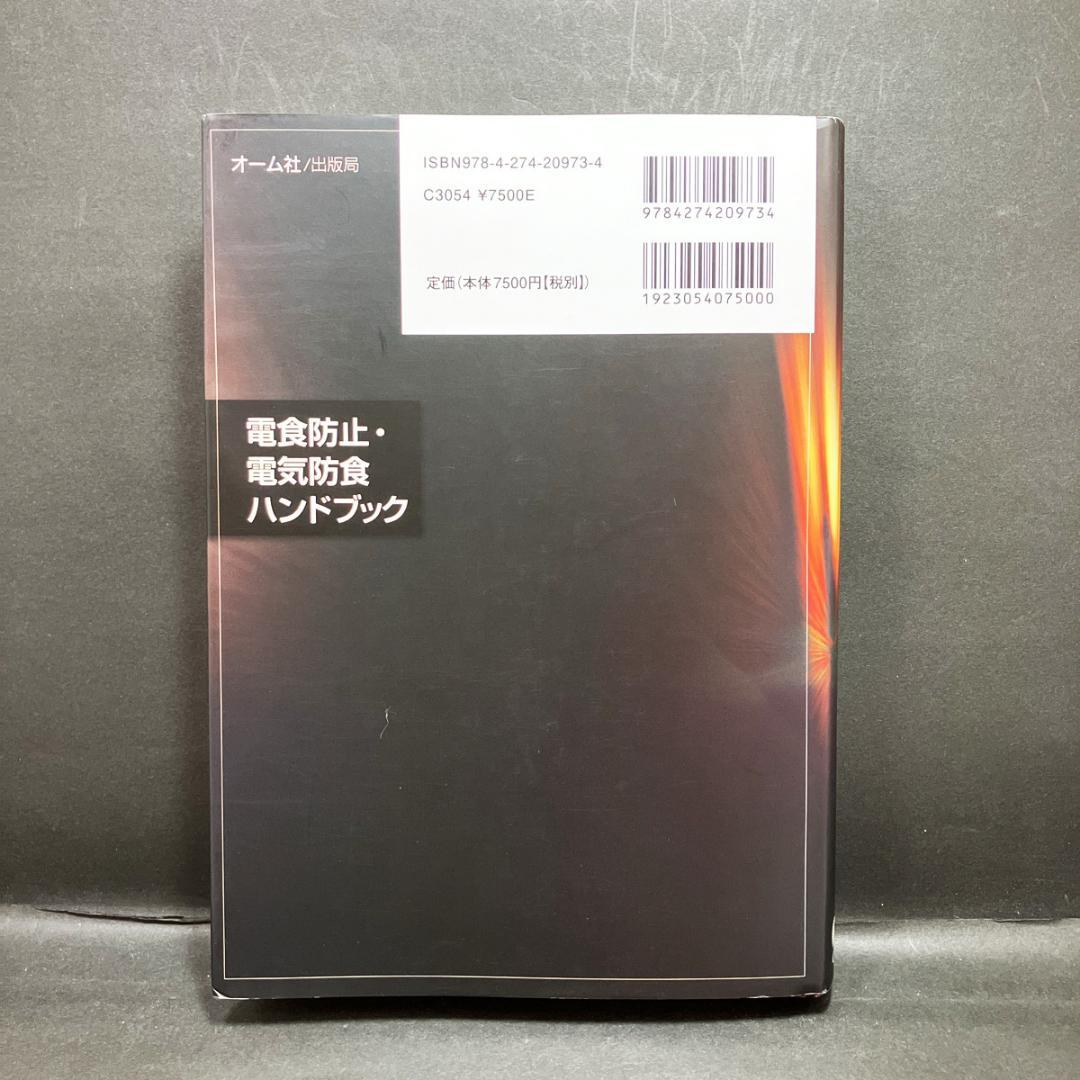 オーム社/出版局
ISBN978-4-274-20973-4
C3054 ¥7500E
定価(本体7500円【税別】)
9784274209734
1923054075000
電食防止・
電気防食
ハンドブック